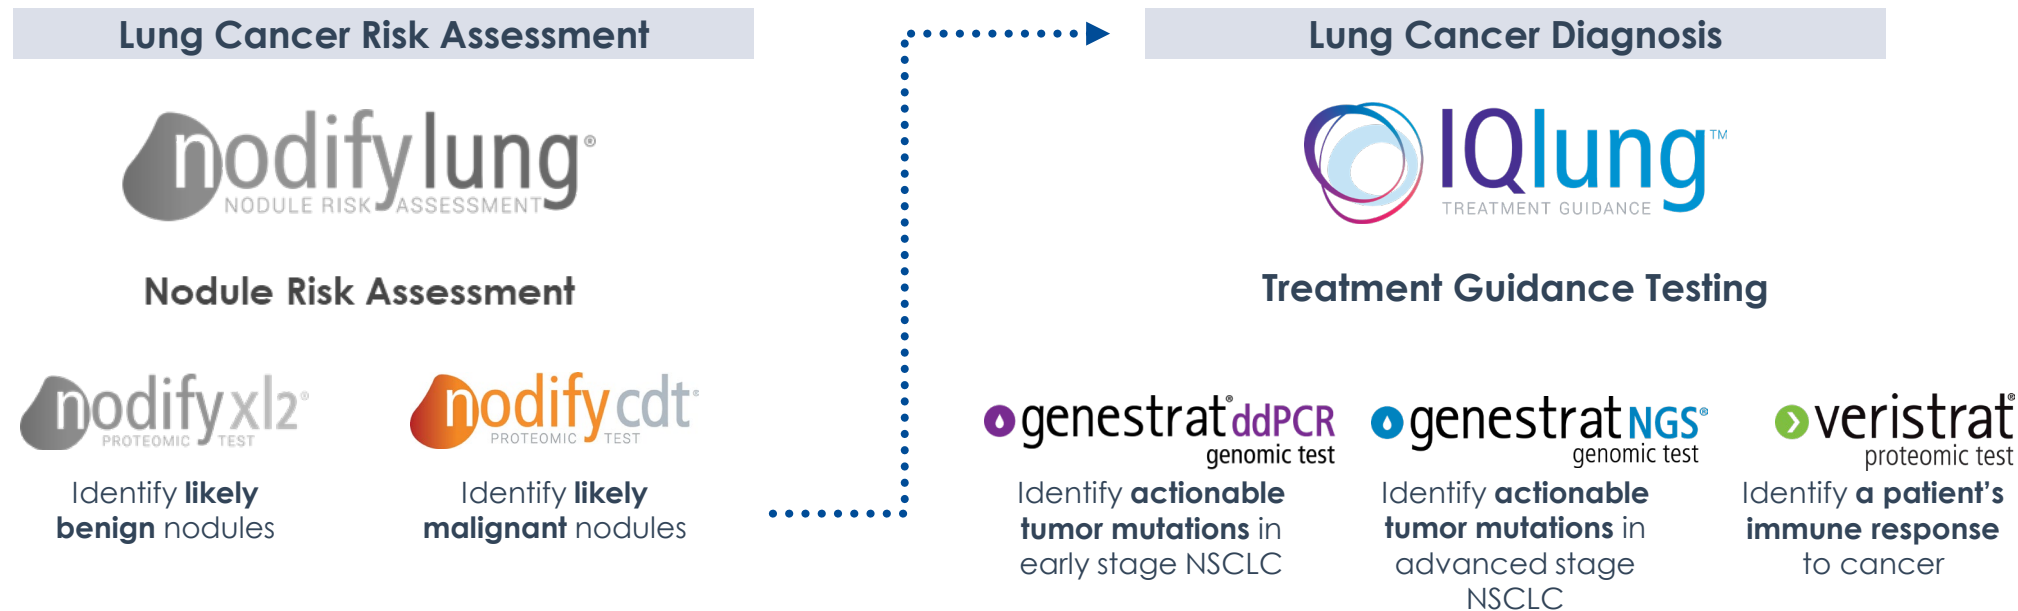 Lung Cancer Risk Assessment
nodifylung®
NODULE RISK ASSESSMENT
Nodule Risk Assessment
nodifyxl2®
PROTEOMIC TEST
Identify likely
benign nodules
nodifycdt®
PROTEOMIC TEST
Identify likely
malignant nodules
Lung Cancer Diagnosis
IQlung™
TREATMENT GUIDANCE
Treatment Guidance Testing
genestrat® ddPCR
genomic test
Identify actionable
tumor mutations in
early stage NSCLC
genestrat NGS®
genomic test
Identify actionable
tumor mutations in
advanced stage
NSCLC
veristrat®
proteomic test
Identify a patient's
immune response
to cancer